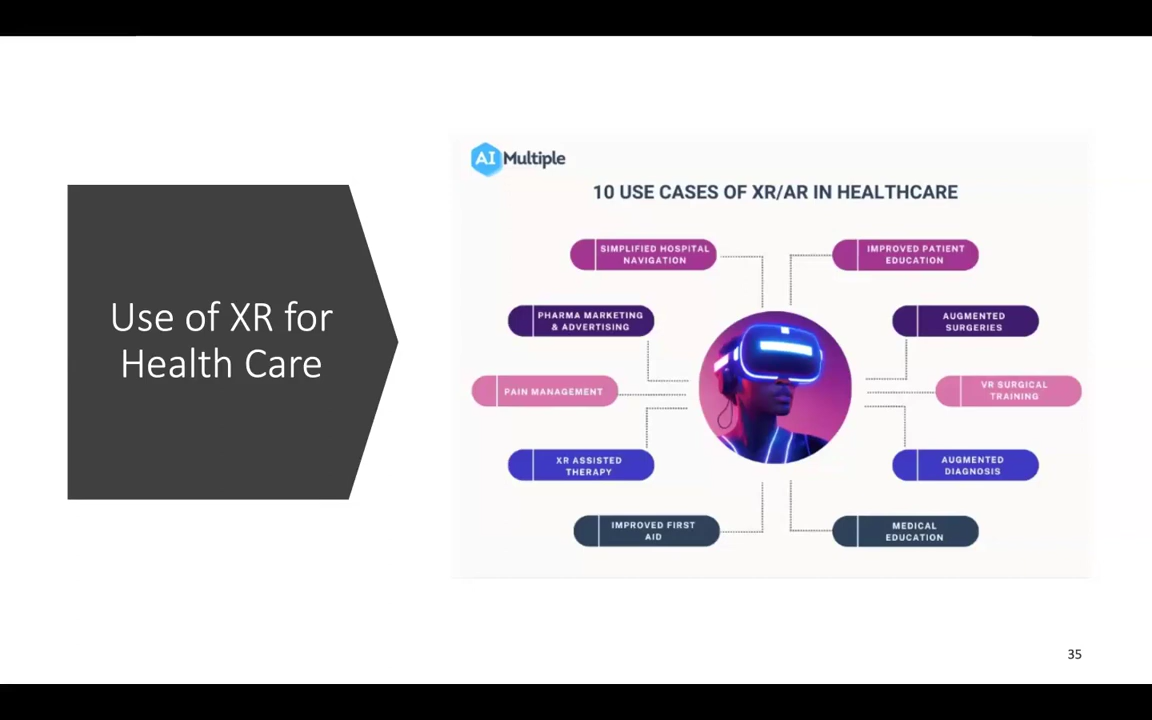 Use of XR for
Health Care
AI Multiple
10 USE CASES OF XR/AR IN HEALTHCARE
SIMPLIFIED HOSPITAL
NAVIGATION
IMPROVED PATIENT
EDUCATION
PHARMA MARKETING
& ADVERTISING
AUGMENTED
SURGERIES
PAIN MANAGEMENT
VR SURGICAL
TRAINING
XR ASSISTED
THERAPY
AUGMENTED
DIAGNOSIS
IMPROVED FIRST
AID
MEDICAL
EDUCATION
35